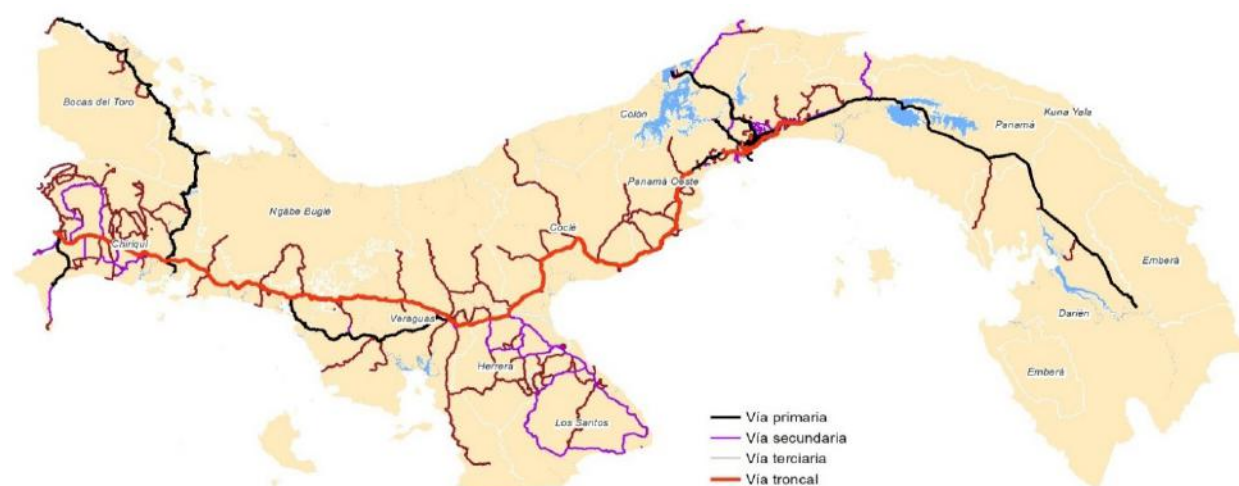 Bocas del Toro
Colón
Kuna Yala
Panamá
Panamá Oeste
Ngäbe Buglé
Coclé
Chiriquí
Emberá
Veraguas
Darién
Herrera
Emberá
Los Santos
Vía primaria
Vía secundaria
Vía terciaria
Vía troncal